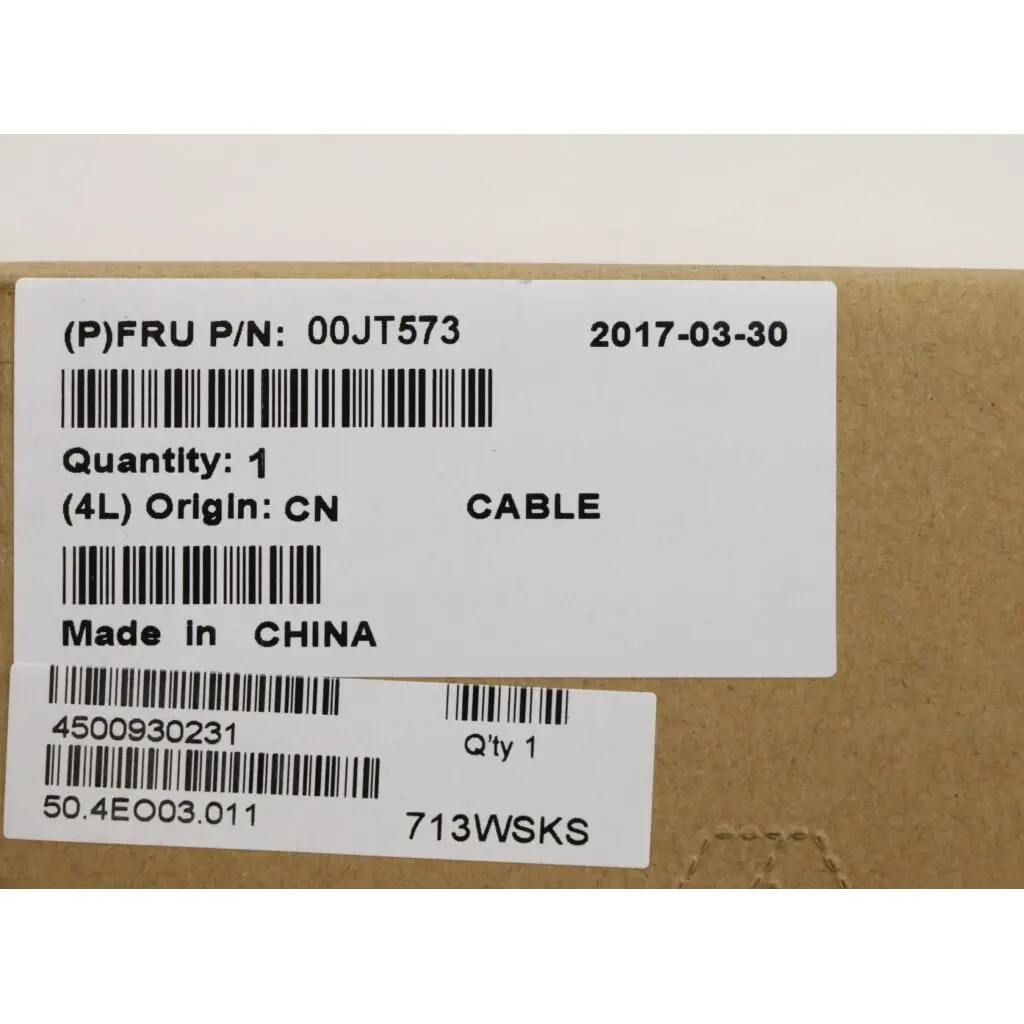 (P)FRU P/N: 00JT573 2017-03-30
Quantity: 1
(4L) Origin: CN CABLE
Made in CHINA
4500930231
Q'ty 1
50.4EO03.011
713WSKS